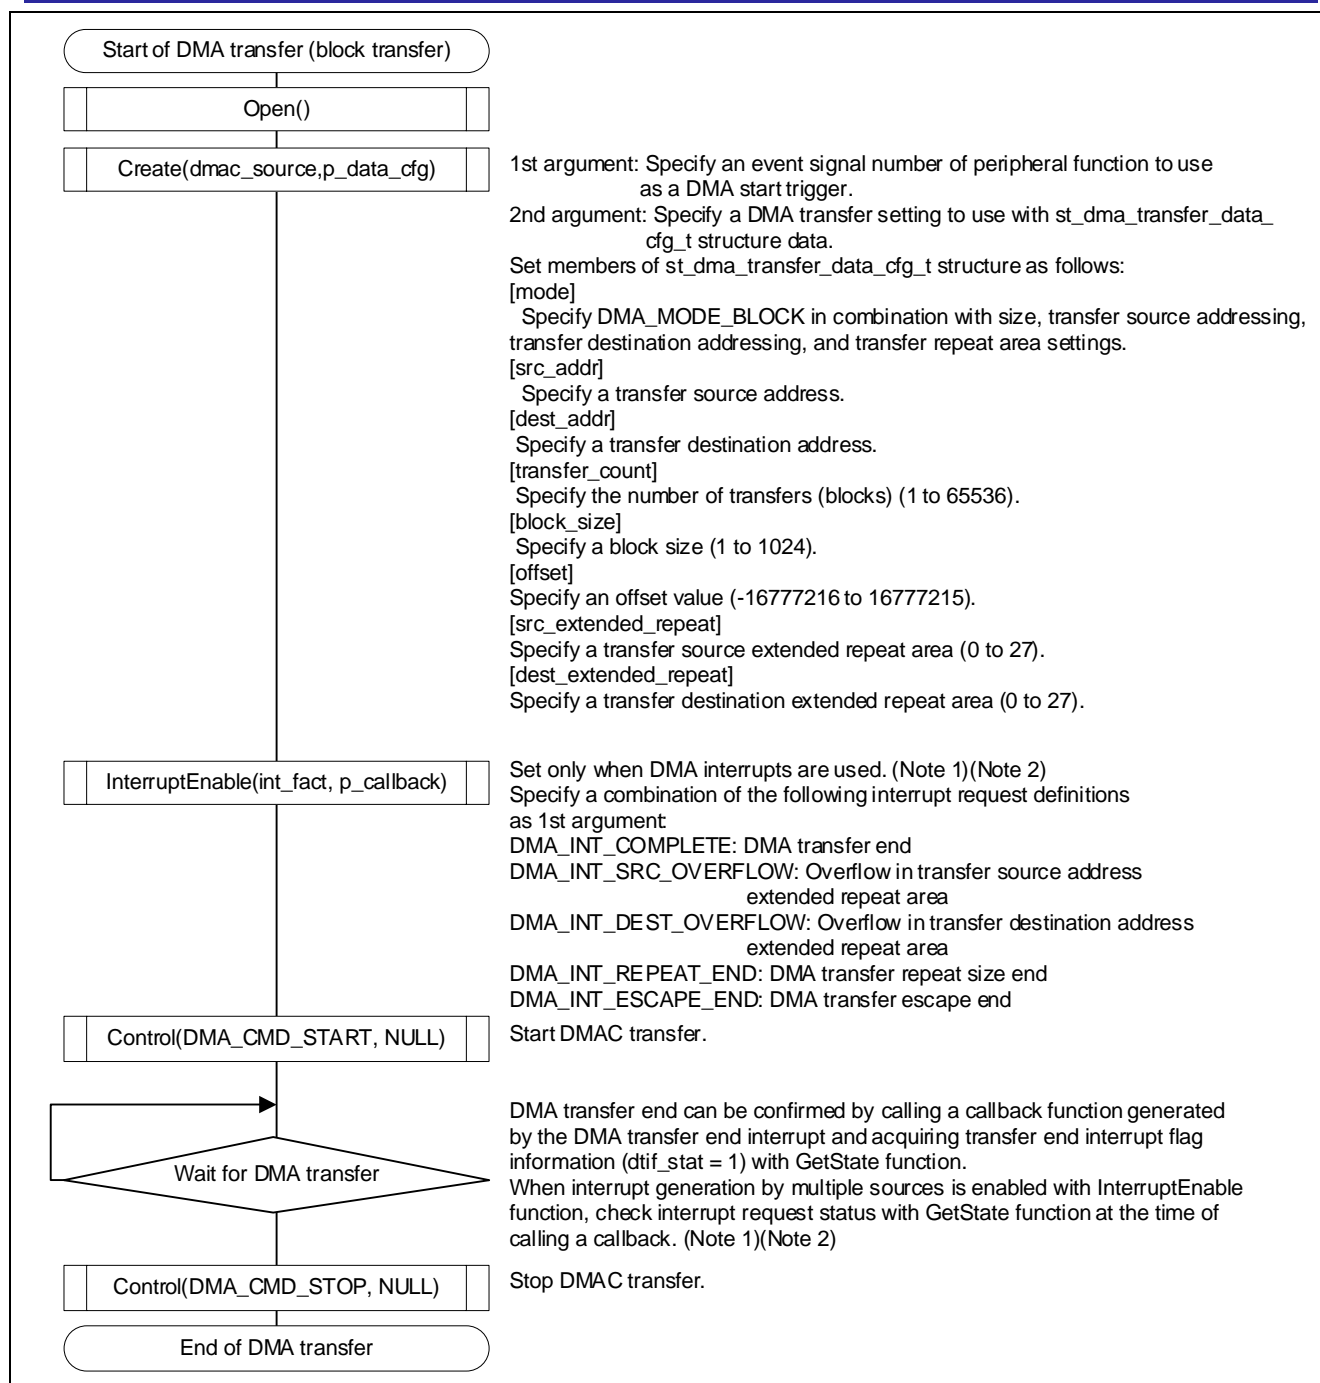 Start of DMA transfer (block transfer)
Open()
Create(dmac_source,p_data_cfg)
1st argument: Specify an event signal number of peripheral function to use
as a DMA start trigger.
2nd argument: Specify a DMA transfer setting to use with st_dma_transfer_data_
cfg_t structure data.
Set members of st_dma_transfer_data_cfg_t structure as follows:
[mode]
Specify DMA_MODE_BLOCK in combination with size, transfer source addressing,
transfer destination addressing, and transfer repeat area settings.
[src_addr]
Specify a transfer source address.
[dest_addr]
Specify a transfer destination address.
[transfer_count]
Specify the number of transfers (blocks) (1 to 65536).
[block_size]
Specify a block size (1 to 1024).
[offset]
Specify an offset value (-16777216 to 16777215).
[src_extended_repeat]
Specify a transfer source extended repeat area (0 to 27).
[dest_extended_repeat]
Specify a transfer destination extended repeat area (0 to 27).
InterruptEnable(int_fact, p_callback)
Set only when DMA interrupts are used. (Note 1)(Note 2)
Specify a combination of the following interrupt request definitions
as 1st argument:
DMA_INT_COMPLETE: DMA transfer end
DMA_INT_SRC_OVERFLOW: Overflow in transfer source address
extended repeat area
DMA_INT_DEST_OVERFLOW: Overflow in transfer destination address
extended repeat area
DMA_INT_REPEAT_END: DMA transfer repeat size end
DMA_INT_ESCAPE_END: DMA transfer escape end
Control(DMA_CMD_START, NULL)
Start DMAC transfer.
Wait for DMA transfer
DMA transfer end can be confirmed by calling a callback function generated
by the DMA transfer end interrupt and acquiring transfer end interrupt flag
information (dtif_stat = 1) with GetState function.
When interrupt generation by multiple sources is enabled with InterruptEnable
function, check interrupt request status with GetState function at the time of
calling a callback. (Note 1)(Note 2)
Control(DMA_CMD_STOP, NULL)
Stop DMAC transfer.
End of DMA transfer